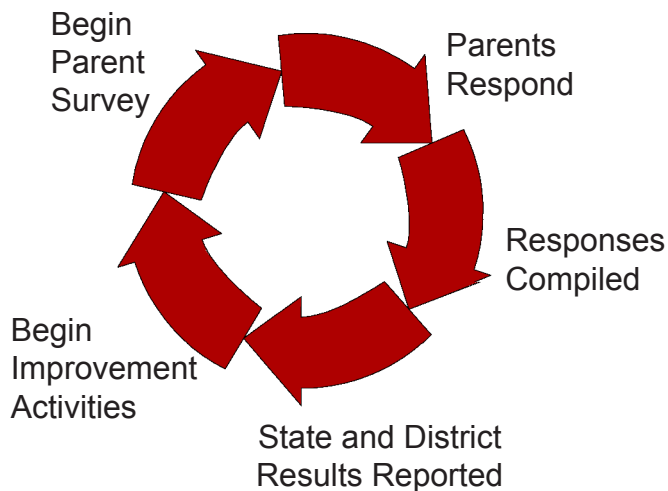 Begin
Parent
Survey
Parents
Respond
Responses
Compiled
State and District
Results Reported
Begin
Improvement
Activities